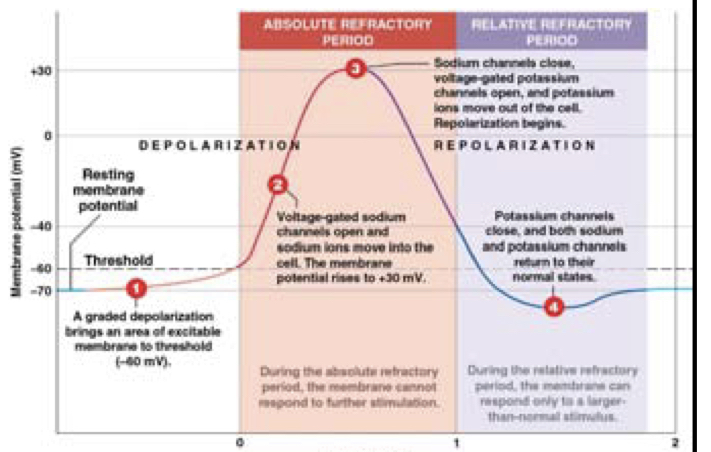 ABSOLUTE REFRACTORY
PERIOD
RELATIVE REFRACTORY
PERIOD
+30
3
Sodium channels close,
voltage-gated potassium
channels open, and potassium
ions move out of the cell.
Repolarization begins.
0
DEPOLARIZATION
REPOLARIZATION
Membrane potential (mV)
Resting
membrane
potential
2
Voltage-gated sodium
channels open and
sodium ions move into the
cell. The membrane
potential rises to +30 mV.
Potassium channels
close, and both sodium
and potassium channels
return to their
normal states.
−40
Threshold
−60
−70
1
4
A graded depolarization
brings an area of excitable
membrane to threshold
(−60 mV).
During the absolute refractory
period, the membrane cannot
respond to further stimulation.
During the relative refractory
period, the membrane can
respond only to a larger-
than-normal stimulus.
0
1
2